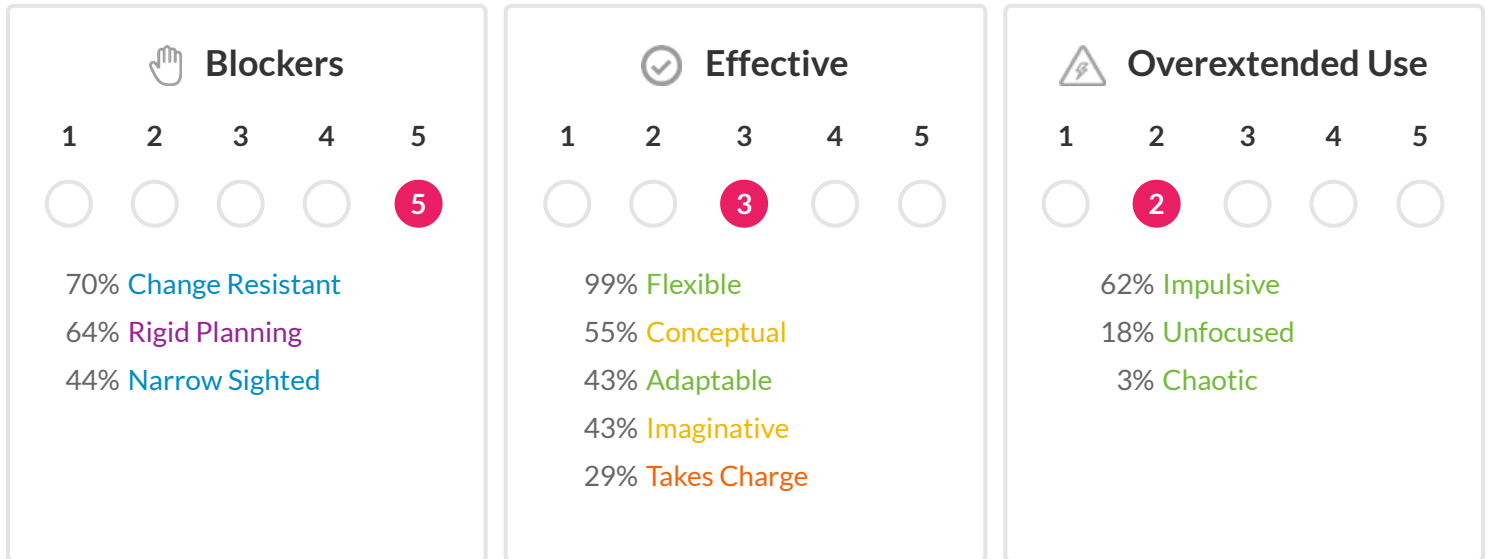 Blockers
1 2 3 4 5
5
70% Change Resistant
64% Rigid Planning
44% Narrow Sighted
Effective
1 2 3 4 5
3
99% Flexible
55% Conceptual
43% Adaptable
43% Imaginative
29% Takes Charge
Overextended Use
1 2 3 4 5
2
62% Impulsive
18% Unfocused
3% Chaotic